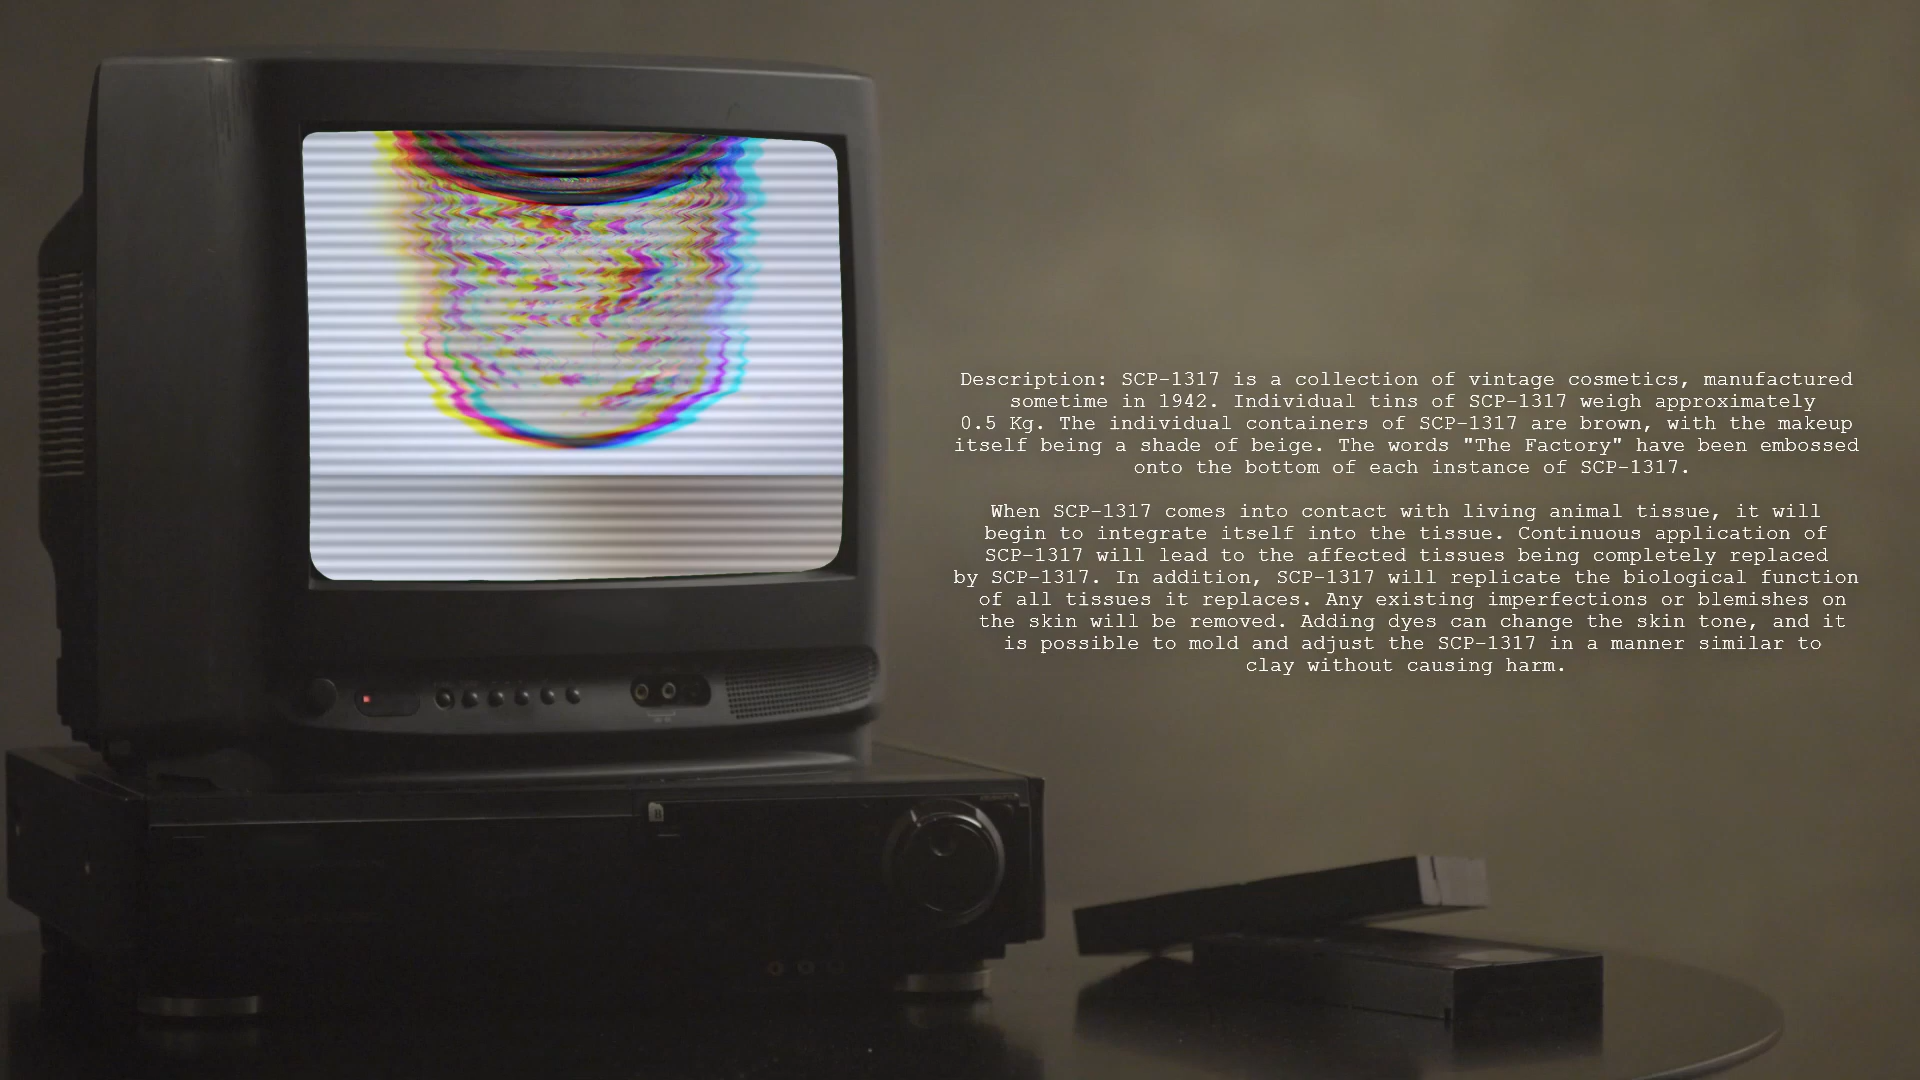 Description: SCP-1317 is a collection of vintage cosmetics, manufactured
sometime in 1942. Individual tins of SCP-1317 weigh approximately
0.5 Kg. The individual containers of SCP-1317 are brown, with the makeup
itself being a shade of beige. The words "The Factory" have been embossed
onto the bottom of each instance of SCP-1317.
When SCP-1317 comes into contact with living animal tissue, it will
begin to integrate itself into the tissue. Continuous application of
SCP-1317 will lead to the affected tissues being completely replaced
by SCP-1317. In addition, SCP-1317 will replicate the biological function
of all tissues it replaces. Any existing imperfections or blemishes on
the skin will be removed. Adding dyes can change the skin tone, and it
is possible to mold and adjust the SCP-1317 in a manner similar to
clay without causing harm.